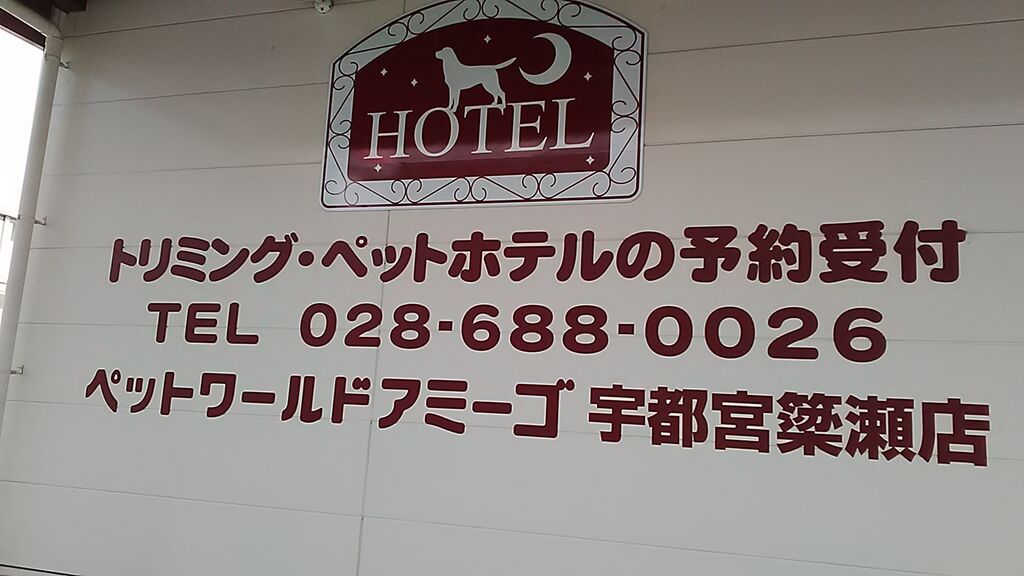 HOTEL
トリミング・ペットホテルの予約受付
TEL 028-688-0026
ペットワールドアミーゴ 宇都宮簗瀬店